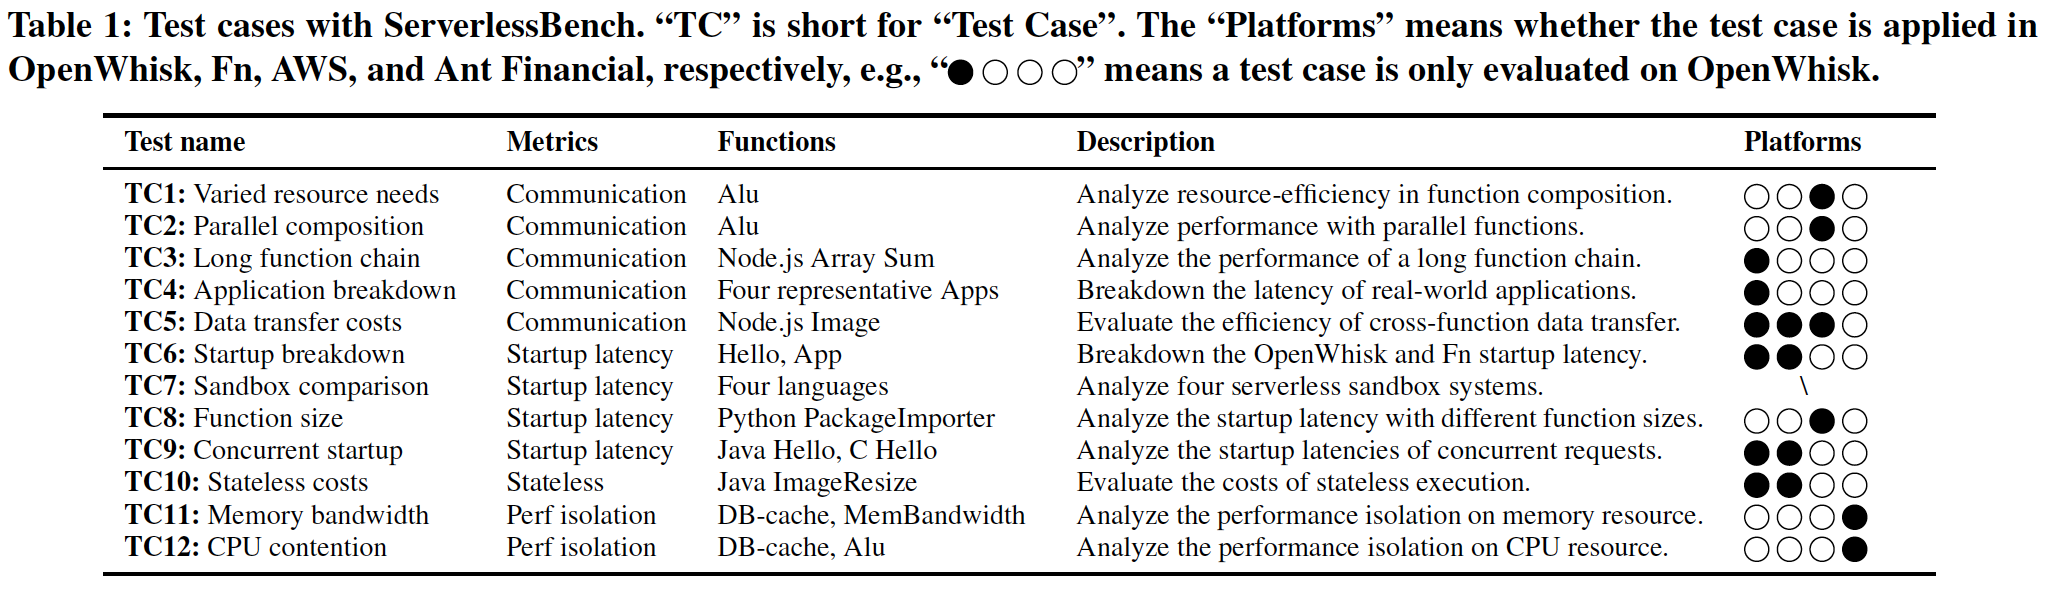 Table 1: Test cases with ServerlessBench. “TC” is short for “Test Case”. The “Platforms” means whether the test case is applied in
OpenWhisk, Fn, AWS, and Ant Financial, respectively, e.g., “●○○○” means a test case is only evaluated on OpenWhisk.
Test name Metrics Functions Description Platforms
TC1: Varied resource needs Communication Alu Analyze resource-efficiency in function composition. ○○●○
TC2: Parallel composition Communication Alu Analyze performance with parallel functions. ○○●○
TC3: Long function chain Communication Node.js Array Sum Analyze the performance of a long function chain. ●○○○
TC4: Application breakdown Communication Four representative Apps Breakdown the latency of real-world applications. ●○○○
TC5: Data transfer costs Communication Node.js Image Evaluate the efficiency of cross-function data transfer. ●●●○
TC6: Startup breakdown Startup latency Hello, App Breakdown the OpenWhisk and Fn startup latency. ●●○○
TC7: Sandbox comparison Startup latency Four languages Analyze four serverless sandbox systems. \
TC8: Function size Startup latency Python PackageImporter Analyze the startup latency with different function sizes. ○○●○
TC9: Concurrent startup Startup latency Java Hello, C Hello Analyze the startup latencies of concurrent requests. ●●○○
TC10: Stateless costs Stateless Java ImageResize Evaluate the costs of stateless execution. ●●○○
TC11: Memory bandwidth Perf isolation DB-cache, MemBandwidth Analyze the performance isolation on memory resource. ○○○●
TC12: CPU contention Perf isolation DB-cache, Alu Analyze the performance isolation on CPU resource. ○○○●